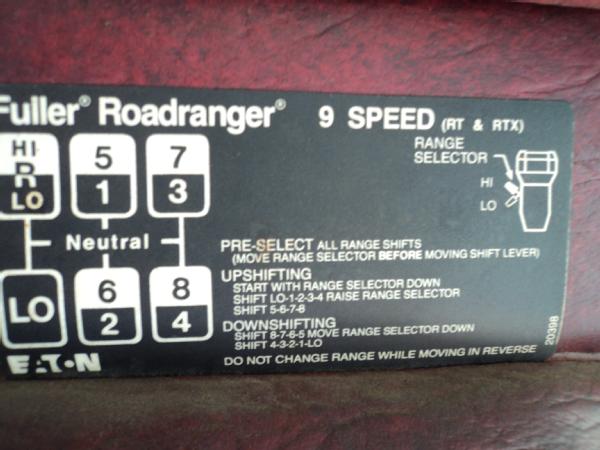 Fuller® Roadranger® 9 SPEED (RT & RTX)
RANGE
SELECTOR
HI
LO
HI 5 7
R
LO 1 3
Neutral
LO 6 8
2 4
PRE-SELECT ALL RANGE SHIFTS
(MOVE RANGE SELECTOR BEFORE MOVING SHIFT LEVER)
UPSHIFTING
START WITH RANGE SELECTOR DOWN
SHIFT LO-1-2-3-4 RAISE RANGE SELECTOR
SHIFT 5-6-7-8
DOWNSHIFTING
SHIFT 8-7-6-5 MOVE RANGE SELECTOR DOWN
SHIFT 4-3-2-1-LO
DO NOT CHANGE RANGE WHILE MOVING IN REVERSE
EATON
20398